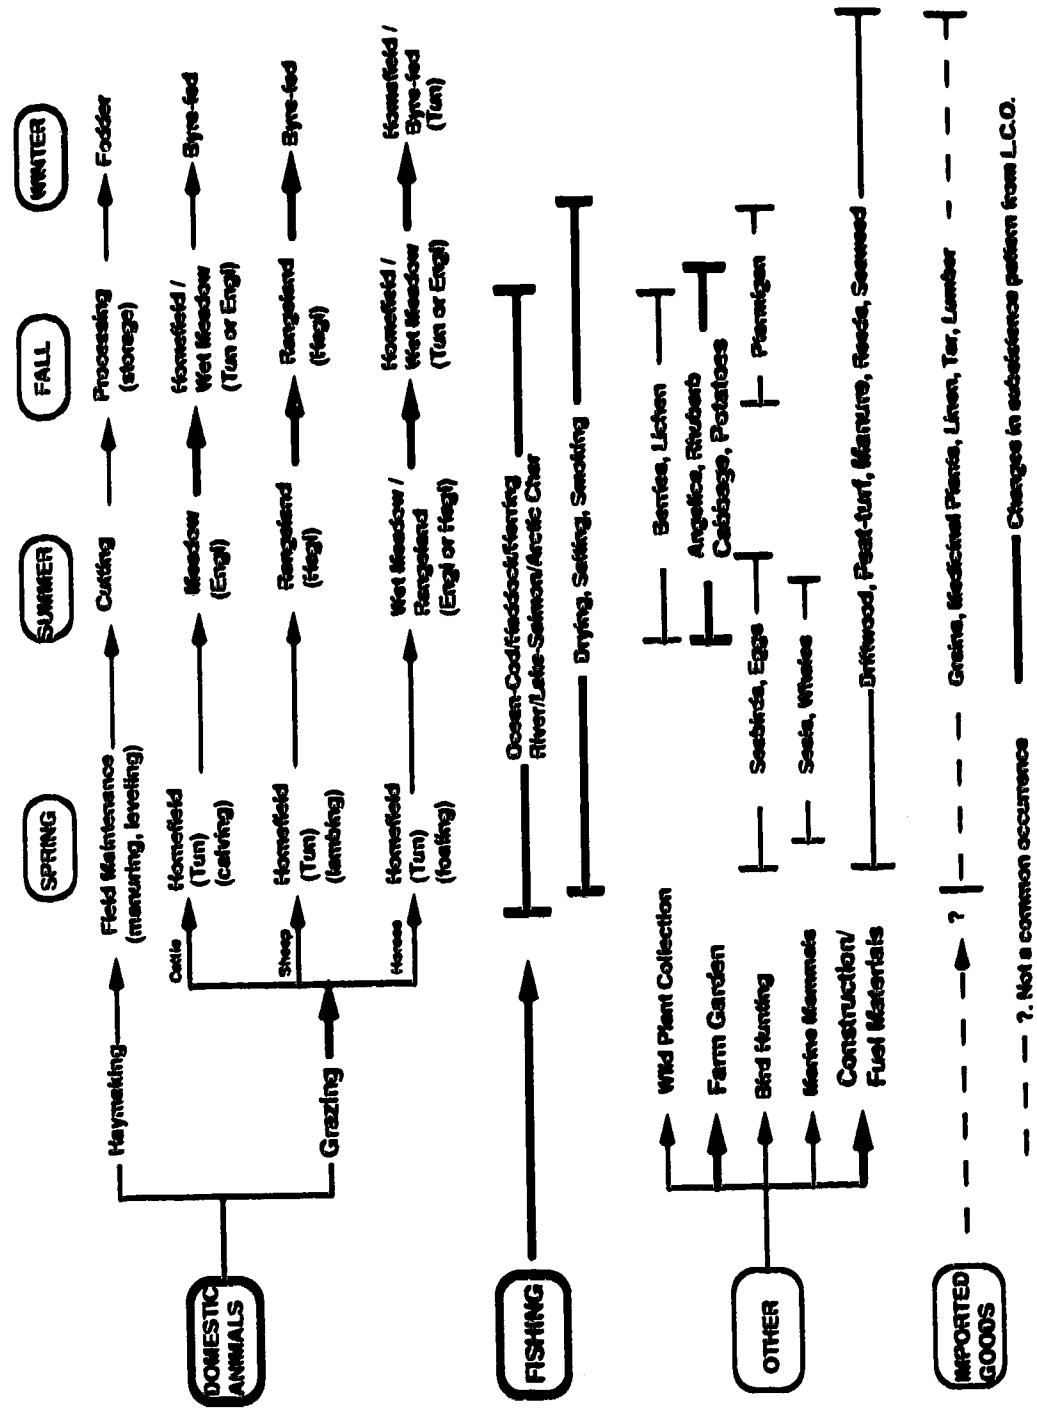 SPRING
SUMMER
FALL
WINTER
DOMESTIC
ANIMALS
Haymaking
Field Maintenance
(manuring, leveling)
Cutting
Processing
(storage)
Fodder
Grazing
Cattle
Homefield
(Tun)
(calving)
Meadow
(Engi)
Homefield /
Wet Meadow
(Tun or Engi)
Byre-fed
Sheep
Homefield
(Tun)
(lambing)
Rangeland
(Hegi)
Rangeland
(Hegi)
Byre-fed
Horses
Homefield
(Tun)
(foaling)
Wet Meadow /
Rangeland
(Engi or Hegi)
Homefield /
Wet Meadow
(Tun or Engi)
Homefield /
Byre-fed
(Tun)
FISHING
Ocean-Cod/Haddock/Herring
River/Lake-Salmon/Arctic Char
Drying, Salting, Smoking
OTHER
Wild Plant Collection
Berries, Lichen
Farm Garden
Angelica, Rhubarb
Cabbage, Potatoes
Bird Hunting
Seabirds, Eggs
Ptarmigan
Marine Mammals
Seals, Whales
Construction/
Fuel Materials
Driftwood, Peat-turf, Manure, Reeds, Seaweed
IMPORTED
GOODS
?
Grains, Medicinal Plants, Linen, Tar, Lumber
?. Not a common occurrence
Changes in subsistence pattern from L.C.O.